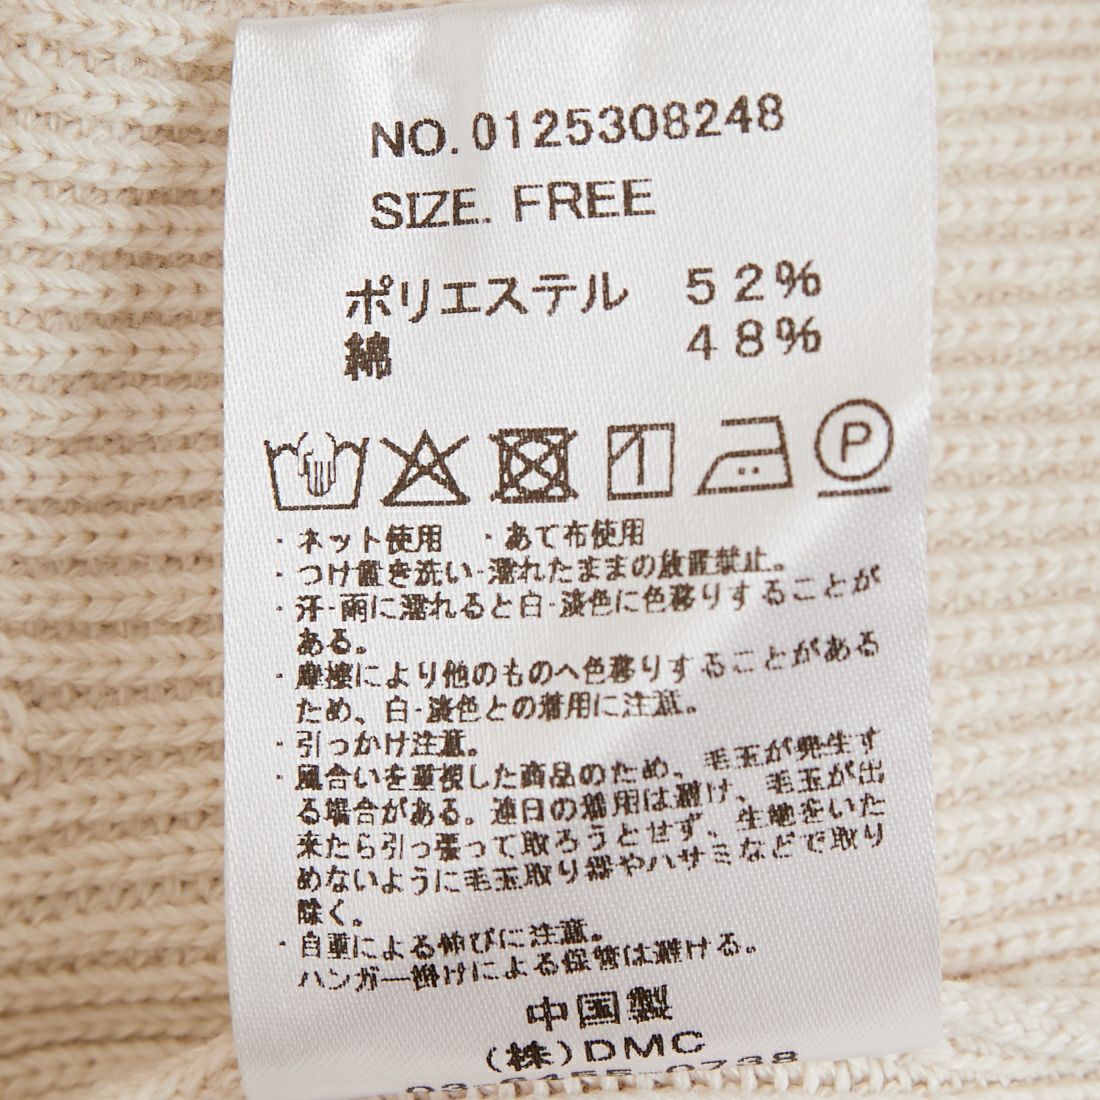 NO. 0125308248
SIZE. FREE
ポリエステル 52%
綿 48%
P
・ネット使用 ・あて布使用
・つけ置き洗い・濡れたままの放置禁止。
・汗・雨に濡れると白・淡色に色移りすることが
ある。
・摩擦により他のものへ色移りすることがある
ため、白・淡色との着用に注意。
・引っかけ注意。
・風合いを重視した商品のため、毛玉が発生す
る場合がある。連日の着用は避け、毛玉が出
来たら引っ張って取ろうとせず、生地をいた
めないように毛玉取り器やハサミなどで取り
除く。
・自重による伸びに注意。
ハンガー掛けによる保管は避ける。
中国製
(株)DMC